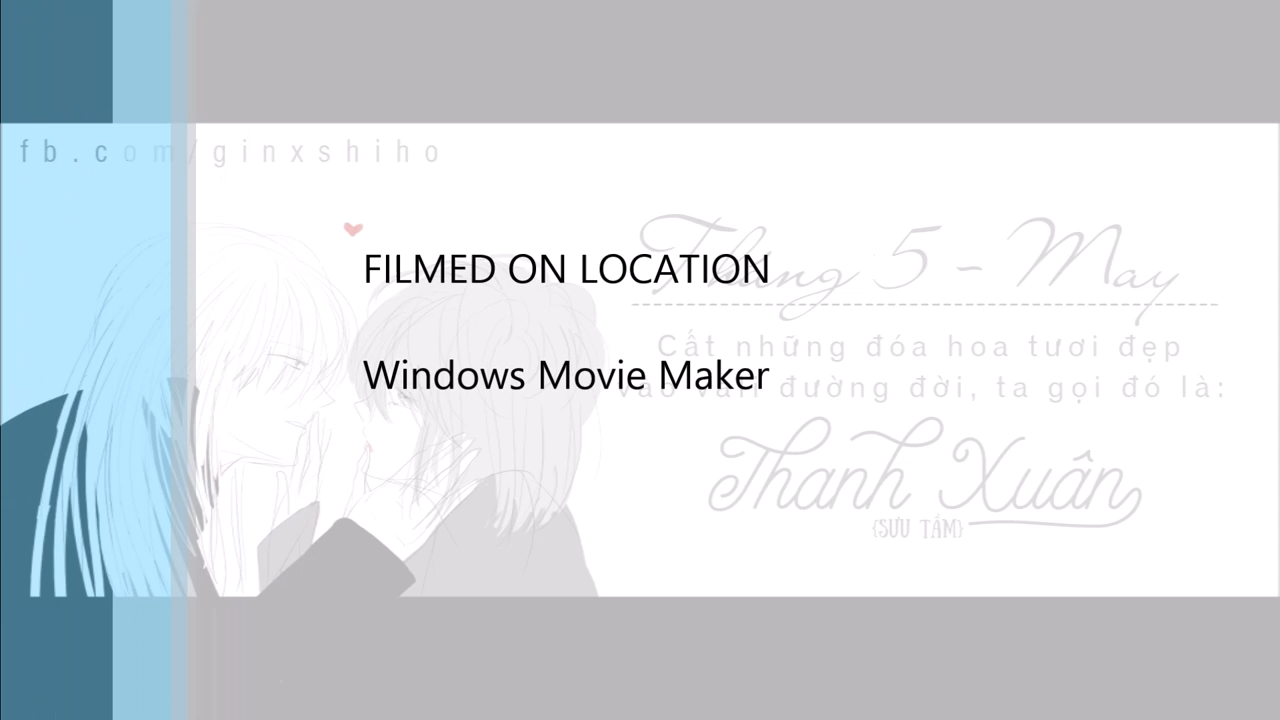 fb.com/ginxshiho
FILMED ON LOCATION
Tháng 5 - May
Windows Movie Maker
Cất những đóa hoa tươi đẹp
vào vali đường đời, ta gọi đó là:
Thanh Xuân
{SƯU TẦM}